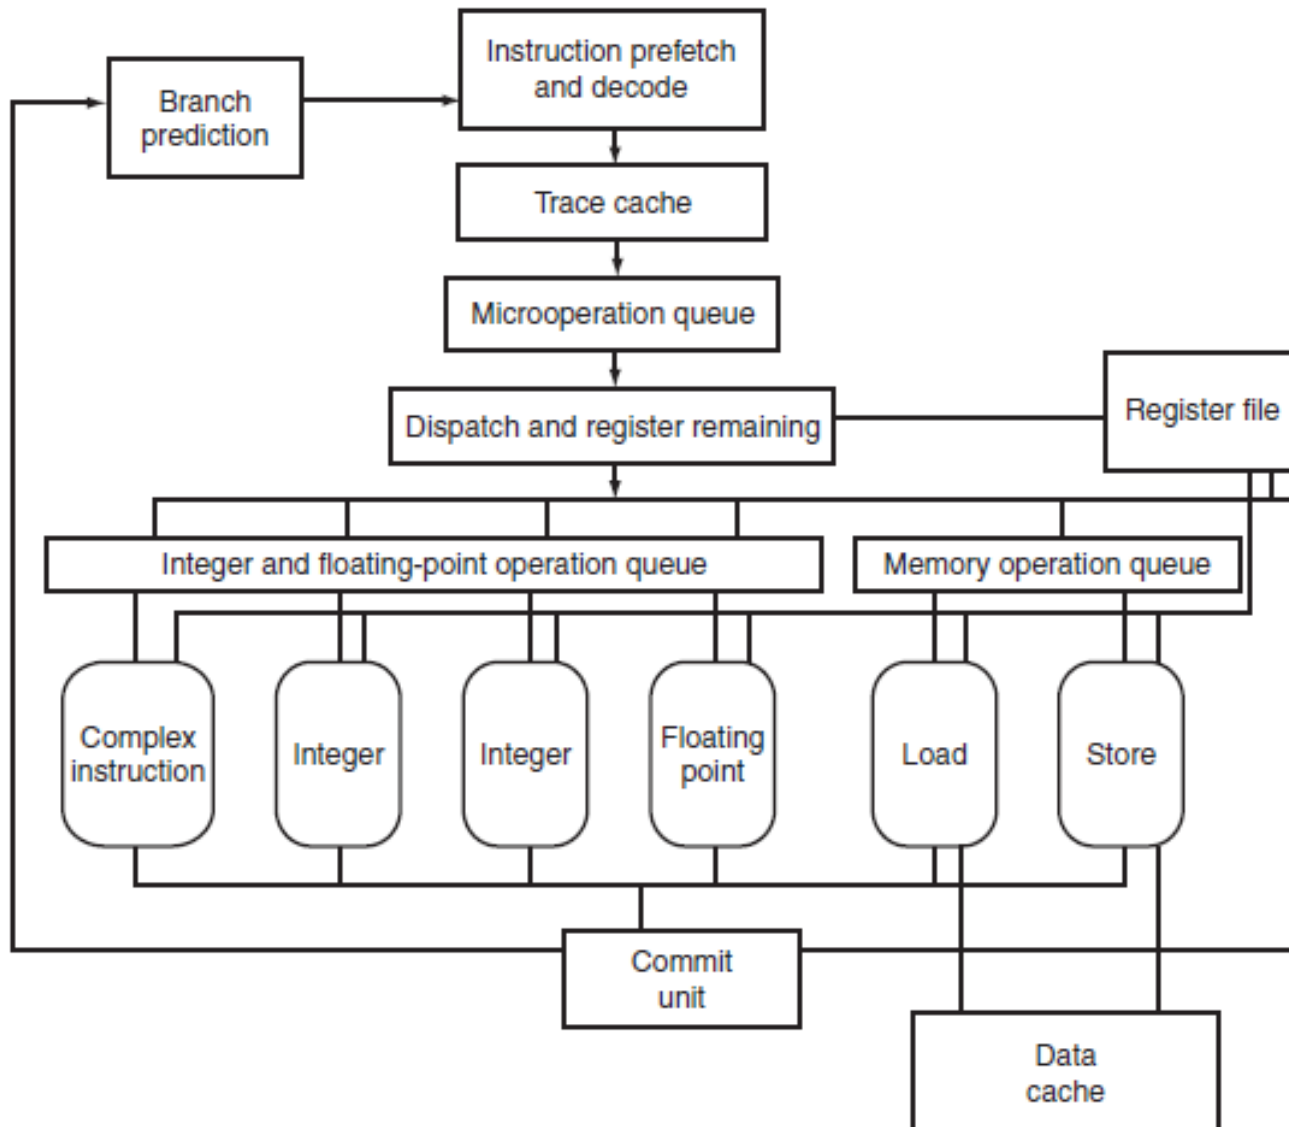 Instruction prefetch
and decode
Branch
prediction
Trace cache
Microoperation queue
Register file
Dispatch and register remaining
Integer and floating-point operation queue
Memory operation queue
Complex
instruction
Integer
Integer
Floating
point
Load
Store
Commit
unit
Data
cache